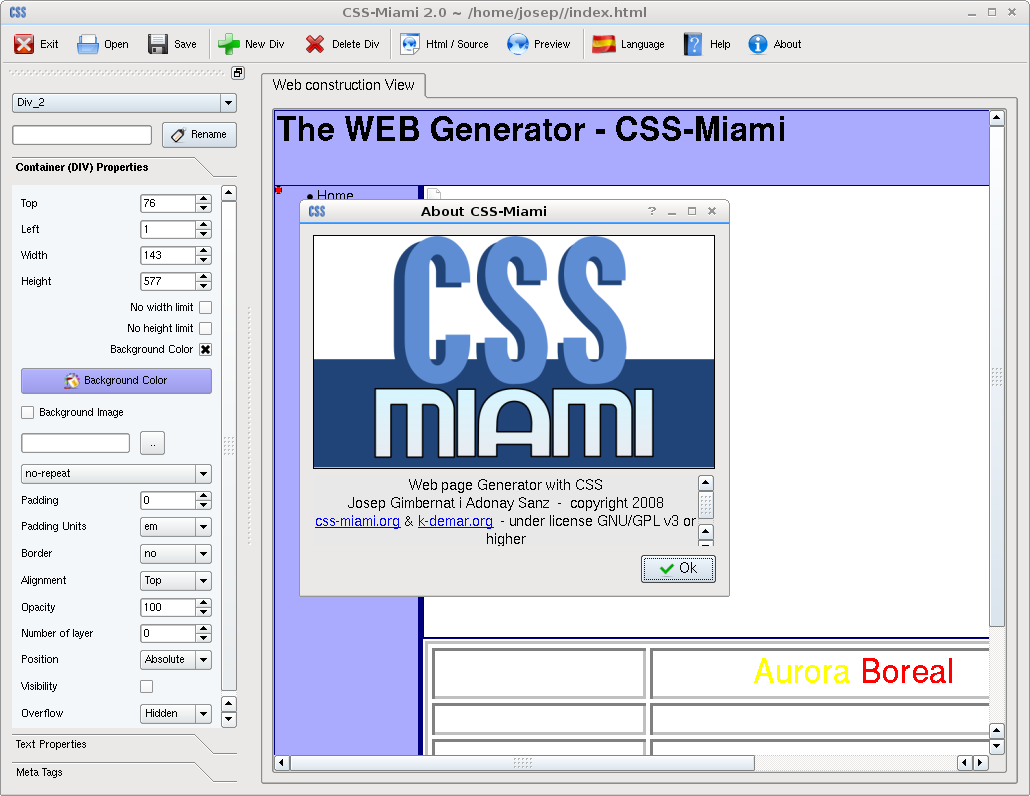 CSS
CSS-Miami 2.0 ~ /home/josep//index.html
Exit
Open
Save
New Div
Delete Div
Html / Source
Preview
Language
Help
About
Div_2
Rename
Container (DIV) Properties
Top 76
Left 1
Width 143
Height 577
No width limit
No height limit
Background Color
Background Color
Background Image
..
no-repeat
Padding 0
Padding Units em
Border no
Alignment Top
Opacity 100
Number of layer 0
Position Absolute
Visibility
Overflow Hidden
Text Properties
Meta Tags
Web construction View
The WEB Generator - CSS-Miami
• Home
CSS
About CSS-Miami
?
CSS
MIAMI
Web page Generator with CSS
Josep Gimbernat i Adonay Sanz - copyright 2008
css-miami.org & k-demar.org - under license GNU/GPL v3 or
higher
Ok
Aurora Boreal